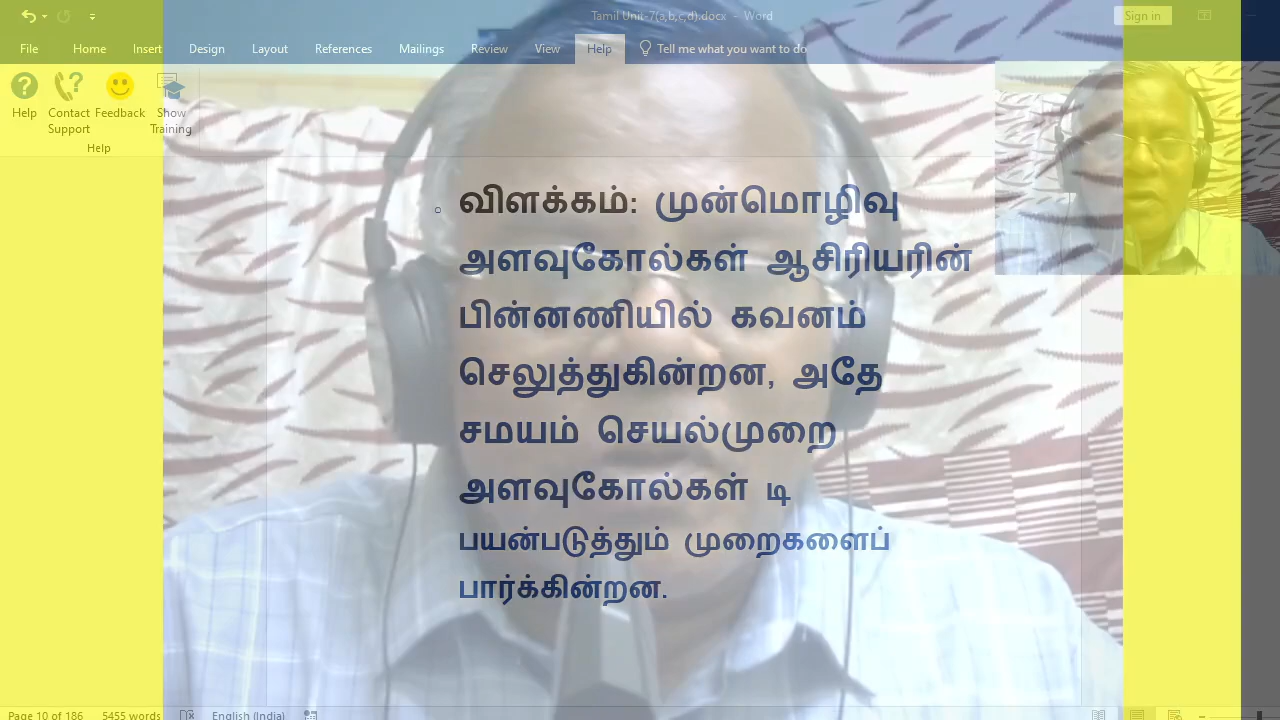 Tamil Unit-7(a,b,c,d).docx - Word
Sign in
File Home Insert Design Layout References Mailings Review View Help Tell me what you want to do
Help Contact Support Feedback Show Training
Help
விளக்கம்: முன்மொழிவு
அளவுகோல்கள் ஆசிரியரின்
பின்னணியில் கவனம்
செலுத்துகின்றன, அதே
சமயம் செயல்முறை
அளவுகோல்கள் டி
பயன்படுத்தும் முறைகளைப்
பார்க்கின்றன.
Page 10 of 186 5455 words English (India)